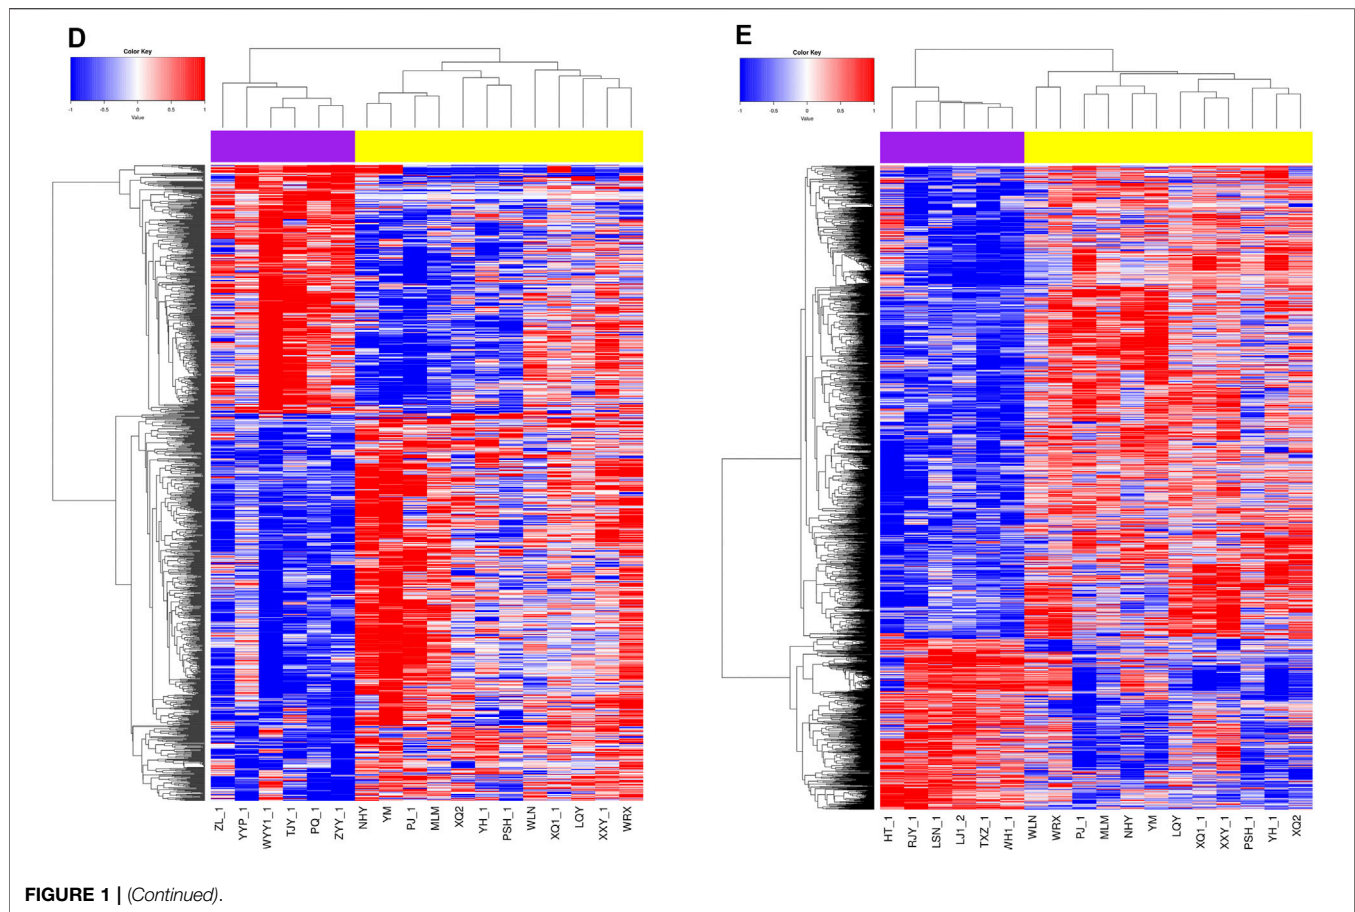 D
Color Key
-1 -0.5 0 0.5 1
Value
ZL_1 YYP_1 WYY1_1 TJY_1 PQ_1 ZYY_1 NHY YM PJ_1 MLM XQ2 YH_1 PSH_1 WLN XQ1_1 LQY XXY_1 WRX
E
Color Key
-1 -0.5 0 0.5 1
Value
HT_1 RJY_1 LSN_1 LJ1_2 TXZ_1 WH1_1 WLN WRX PJ_1 MLM NHY YM LQY XQ1_1 XXY_1 PSH_1 YH_1 XQ2
FIGURE 1 | (Continued).